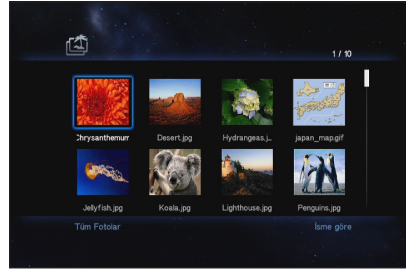 1 / 10
Chrysanthemum
Desert.jpg
Hydrangeas.j...
japan_map.gif
Jellyfish.jpg
Koala.jpg
Lighthouse.jpg
Penguins.jpg
Tüm Fotolar
İsme göre